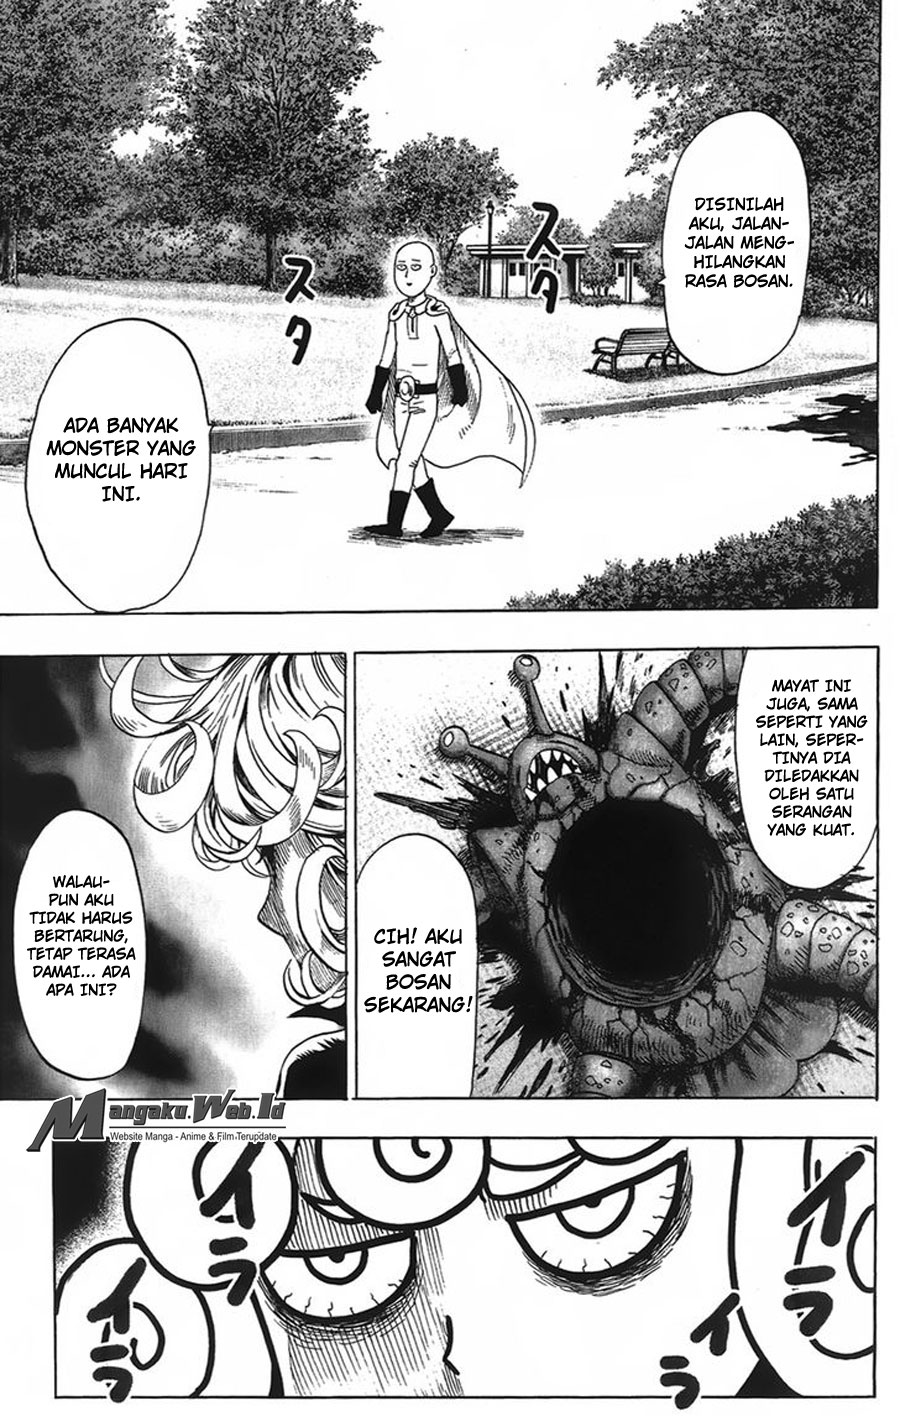 DISINILAH
AKU, JALAN-
JALAN MENG-
HILANGKAN
RASA BOSAN.
スタ
スタ
ADA BANYAK
MONSTER YANG
MUNCUL HARI
INI.
MAYAT INI
JUGA, SAMA
SEPERTI YANG
LAIN, SEPER-
TINYA DIA
DILEDAKKAN
OLEH SATU
SERANGAN
YANG KUAT.
CIH! AKU
SANGAT
BOSAN
SEKARANG!
WALAU-
PUN AKU
TIDAK HARUS
BERTARUNG,
TETAP TERASA
DAMAI... ADA
APA INI?
Mangaku.Web.Id
Website Manga - Anime & Film Terupdate
イラ
イラ
イラ
イラ